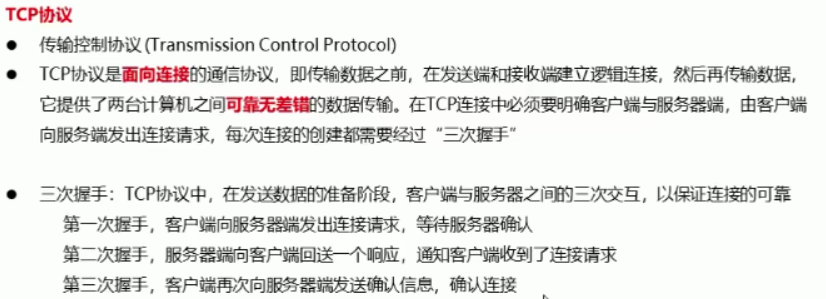 TCP协议
● 传输控制协议 (Transmission Control Protocol)
● TCP协议是面向连接的通信协议，即传输数据之前，在发送端和接收端建立逻辑连接，然后再传输数据，
它提供了两台计算机之间可靠无差错的数据传输。在TCP连接中必须要明确客户端与服务器端，由客户端
向服务端发出连接请求，每次连接的创建都需要经过“三次握手”
● 三次握手：TCP协议中，在发送数据的准备阶段，客户端与服务器之间的三次交互，以保证连接的可靠
第一次握手，客户端向服务器端发出连接请求，等待服务器确认
第二次握手，服务器端向客户端回送一个响应，通知客户端收到了连接请求
第三次握手，客户端再次向服务器端发送确认信息，确认连接